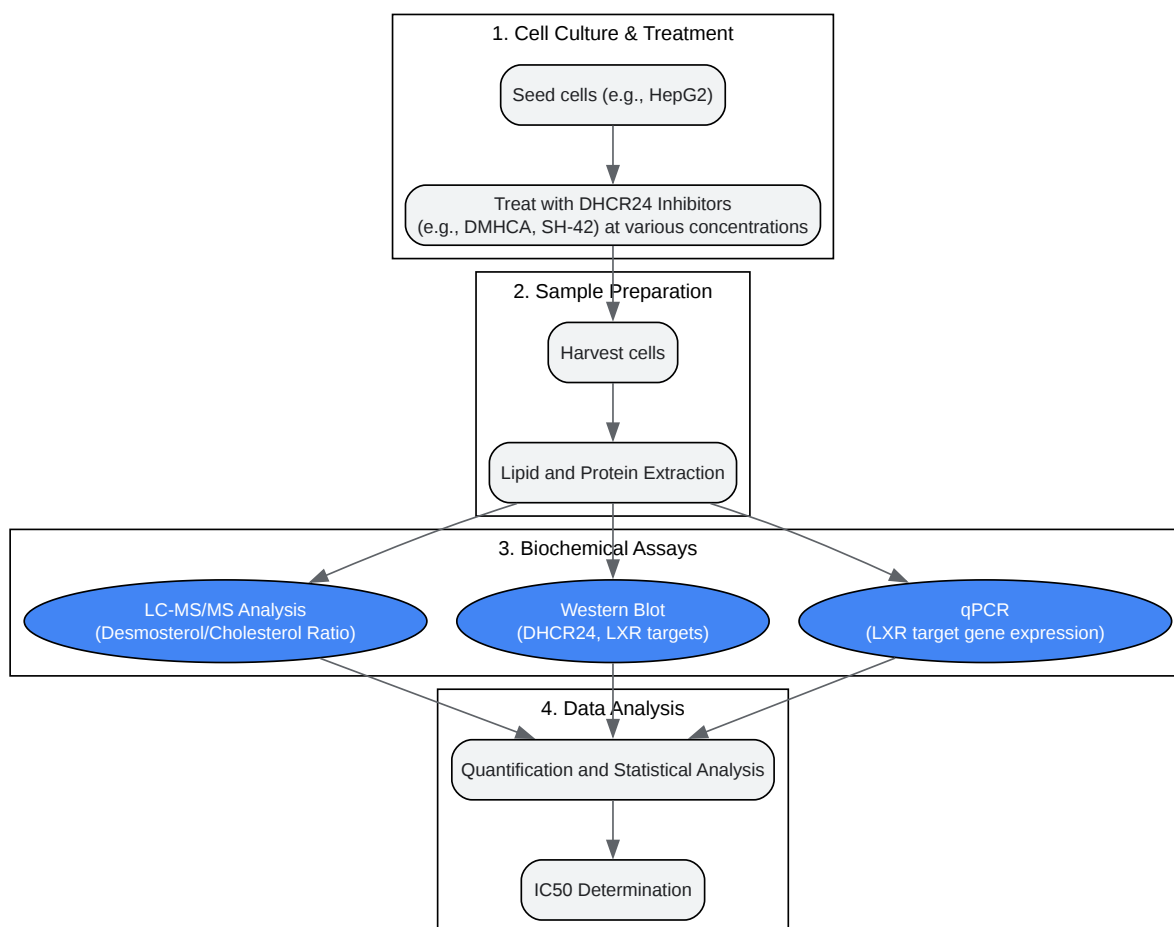 1. Cell Culture & Treatment
Seed cells (e.g., HepG2)
Treat with DHCR24 Inhibitors
(e.g., DMHCA, SH-42) at various concentrations
2. Sample Preparation
Harvest cells
Lipid and Protein Extraction
3. Biochemical Assays
LC-MS/MS Analysis
(Desmosterol/Cholesterol Ratio)
Western Blot
(DHCR24, LXR targets)
qPCR
(LXR target gene expression)
4. Data Analysis
Quantification and Statistical Analysis
IC50 Determination